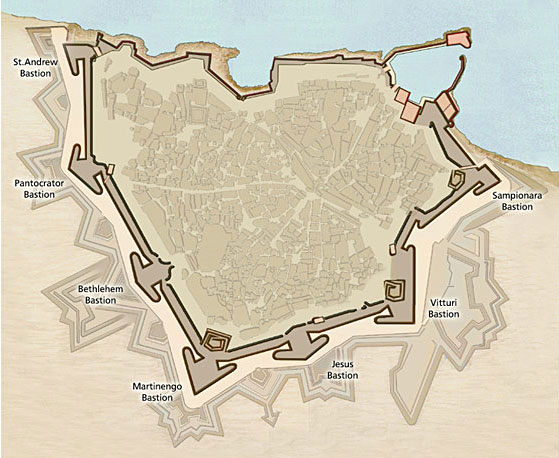 St.Andrew
Bastion
Pantocrator
Bastion
Sampionara
Bastion
Bethlehem
Bastion
Vitturi
Bastion
Jesus
Bastion
Martinengo
Bastion